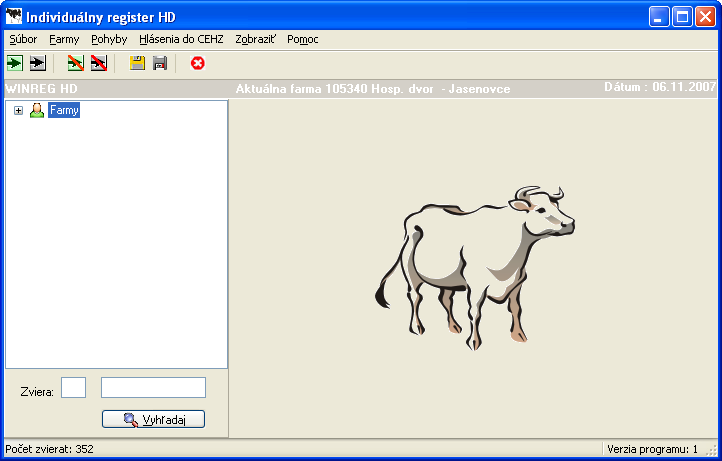 Individuálny register HD
Súbor Farmy Pohyby Hlásenia do CEHZ Zobraziť Pomoc
WINREG HD Aktuálna farma 105340 Hosp. dvor - Jasenovce Dátum : 06.11.2007
Farmy
Zviera:
Vyhľadaj
Počet zvierat: 352 Verzia programu: 1